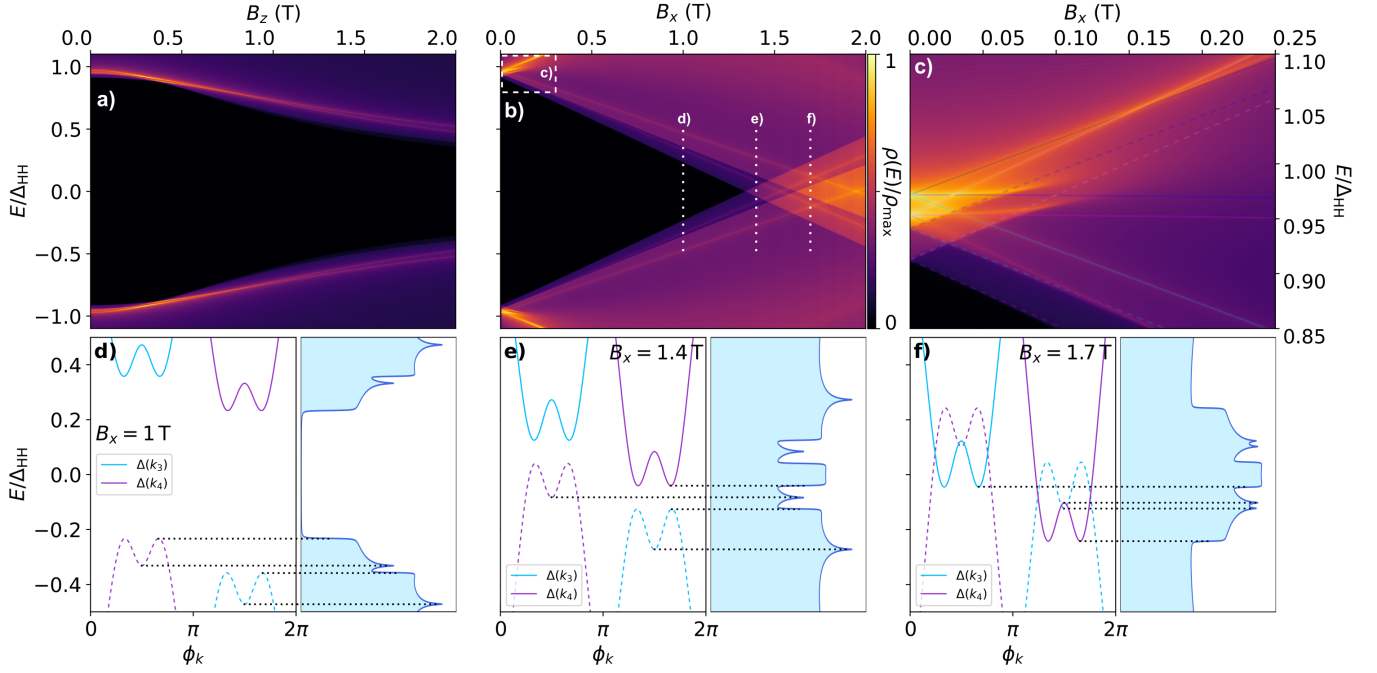 B_z (T)
0.0 0.5 1.0 1.5 2.0
B_x (T)
0.0 0.5 1.0 1.5 2.0
B_x (T)
0.00 0.05 0.10 0.15 0.20 0.25
E/Δ_HH
1.0
0.5
0.0
−0.5
−1.0
a)
b)
c)
d)
e)
f)
1
ρ(E)/ρ_max
0
c)
1.10
1.05
1.00
0.95
0.90
0.85
E/Δ_HH
E/Δ_HH
0.4
0.2
0.0
−0.2
−0.4
d)
B_x = 1 T
Δ(k_3)
Δ(k_4)
0 π 2π
ϕ_k
e)
B_x = 1.4 T
Δ(k_3)
Δ(k_4)
0 π 2π
ϕ_k
f)
B_x = 1.7 T
Δ(k_3)
Δ(k_4)
0 π 2π
ϕ_k